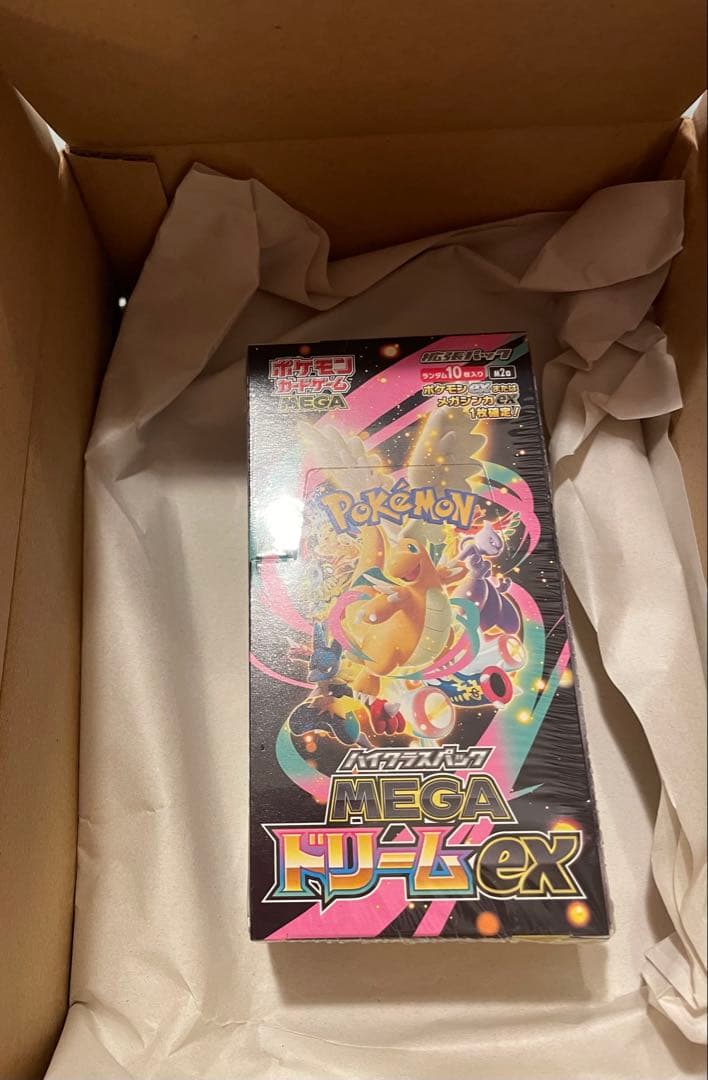 ポケモン
カードゲーム
MEGA
拡張パック
ランダム10枚入り
ポケモンexまたは
メガシンカex
1枚確定!
POKÉMON
ハイクラスパック
MEGA
ドリームex